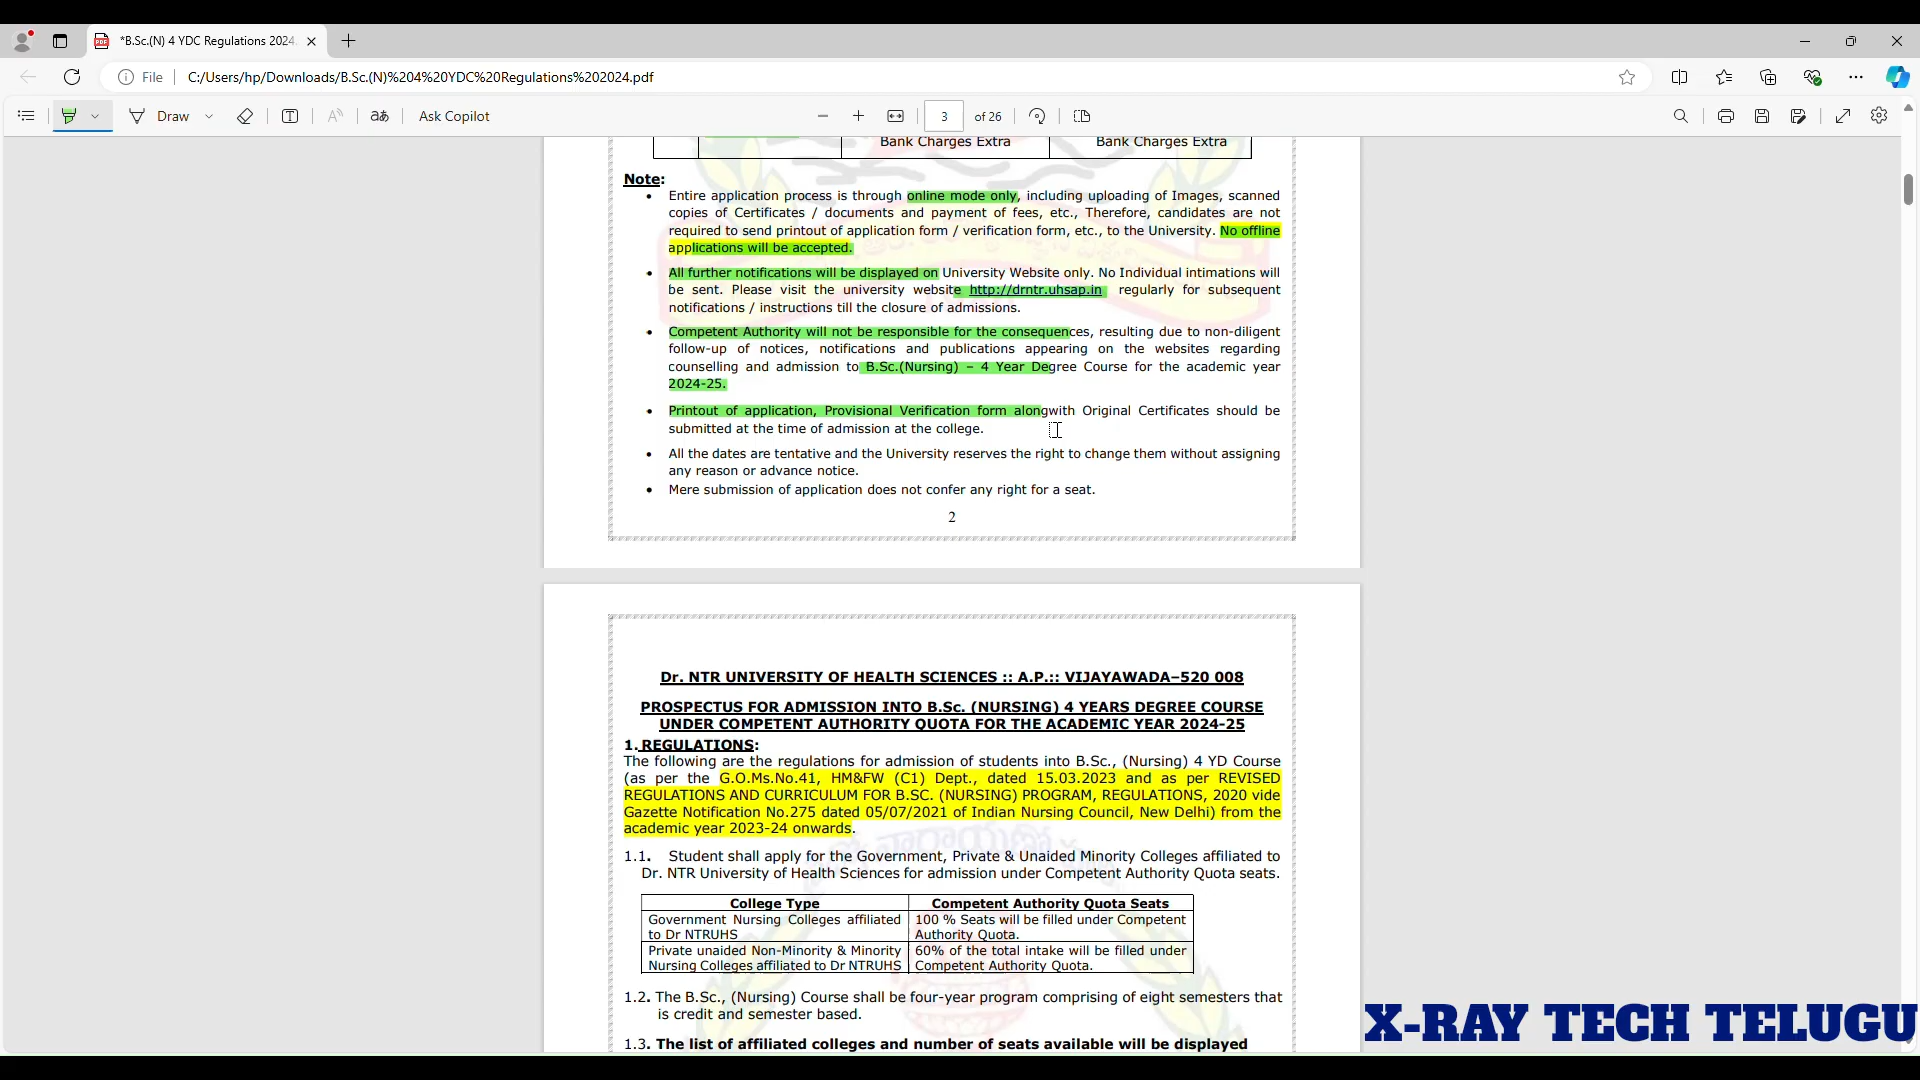 *B.Sc.(N) 4 YDC Regulations 2024
File
C:/Users/hp/Downloads/B.Sc.(N)%204%20YDC%20Regulations%202024.pdf
Draw
Ask Copilot
3 of 26
Bank Charges Extra Bank Charges Extra
Note:
• Entire application process is through online mode only, including uploading of Images, scanned
copies of Certificates / documents and payment of fees, etc., Therefore, candidates are not
required to send printout of application form / verification form, etc., to the University. No offline
applications will be accepted.
• All further notifications will be displayed on University Website only. No Individual intimations will
be sent. Please visit the university website http://drntr.uhsap.in regularly for subsequent
notifications / instructions till the closure of admissions.
• Competent Authority will not be responsible for the consequences, resulting due to non-diligent
follow-up of notices, notifications and publications appearing on the websites regarding
counselling and admission to B.Sc.(Nursing) – 4 Year Degree Course for the academic year
2024-25.
• Printout of application, Provisional Verification form alongwith Original Certificates should be
submitted at the time of admission at the college.
• All the dates are tentative and the University reserves the right to change them without assigning
any reason or advance notice.
• Mere submission of application does not confer any right for a seat.
2
Dr. NTR UNIVERSITY OF HEALTH SCIENCES :: A.P.:: VIJAYAWADA–520 008
PROSPECTUS FOR ADMISSION INTO B.Sc. (NURSING) 4 YEARS DEGREE COURSE
UNDER COMPETENT AUTHORITY QUOTA FOR THE ACADEMIC YEAR 2024-25
1. REGULATIONS:
The following are the regulations for admission of students into B.Sc., (Nursing) 4 YD Course
(as per the G.O.Ms.No.41, HM&FW (C1) Dept., dated 15.03.2023 and as per REVISED
REGULATIONS AND CURRICULUM FOR B.SC. (NURSING) PROGRAM, REGULATIONS, 2020 vide
Gazette Notification No.275 dated 05/07/2021 of Indian Nursing Council, New Delhi) from the
academic year 2023-24 onwards.
1.1. Student shall apply for the Government, Private & Unaided Minority Colleges affiliated to
Dr. NTR University of Health Sciences for admission under Competent Authority Quota seats.
College Type Competent Authority Quota Seats
Government Nursing Colleges affiliated 100 % Seats will be filled under Competent
to Dr NTRUHS Authority Quota.
Private unaided Non-Minority & Minority 60% of the total intake will be filled under
Nursing Colleges affiliated to Dr NTRUHS Competent Authority Quota.
1.2. The B.Sc., (Nursing) Course shall be four-year program comprising of eight semesters that
is credit and semester based.
1.3. The list of affiliated colleges and number of seats available will be displayed
X-RAY TECH TELUGU